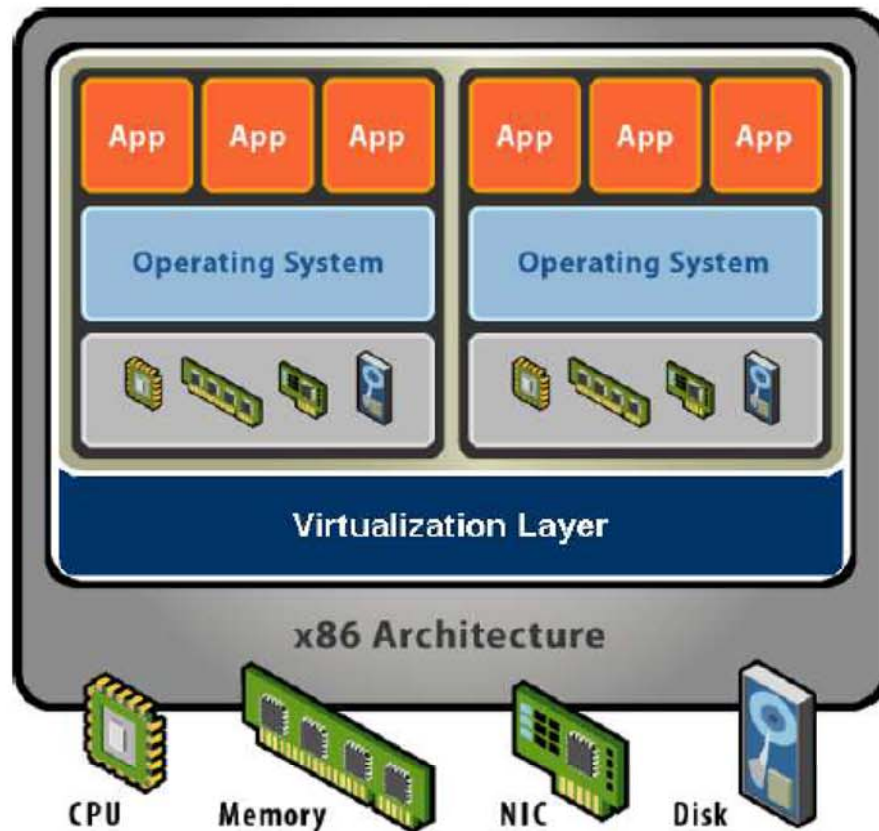 App App App App App App
Operating System Operating System
Virtualization Layer
x86 Architecture
CPU Memory NIC Disk